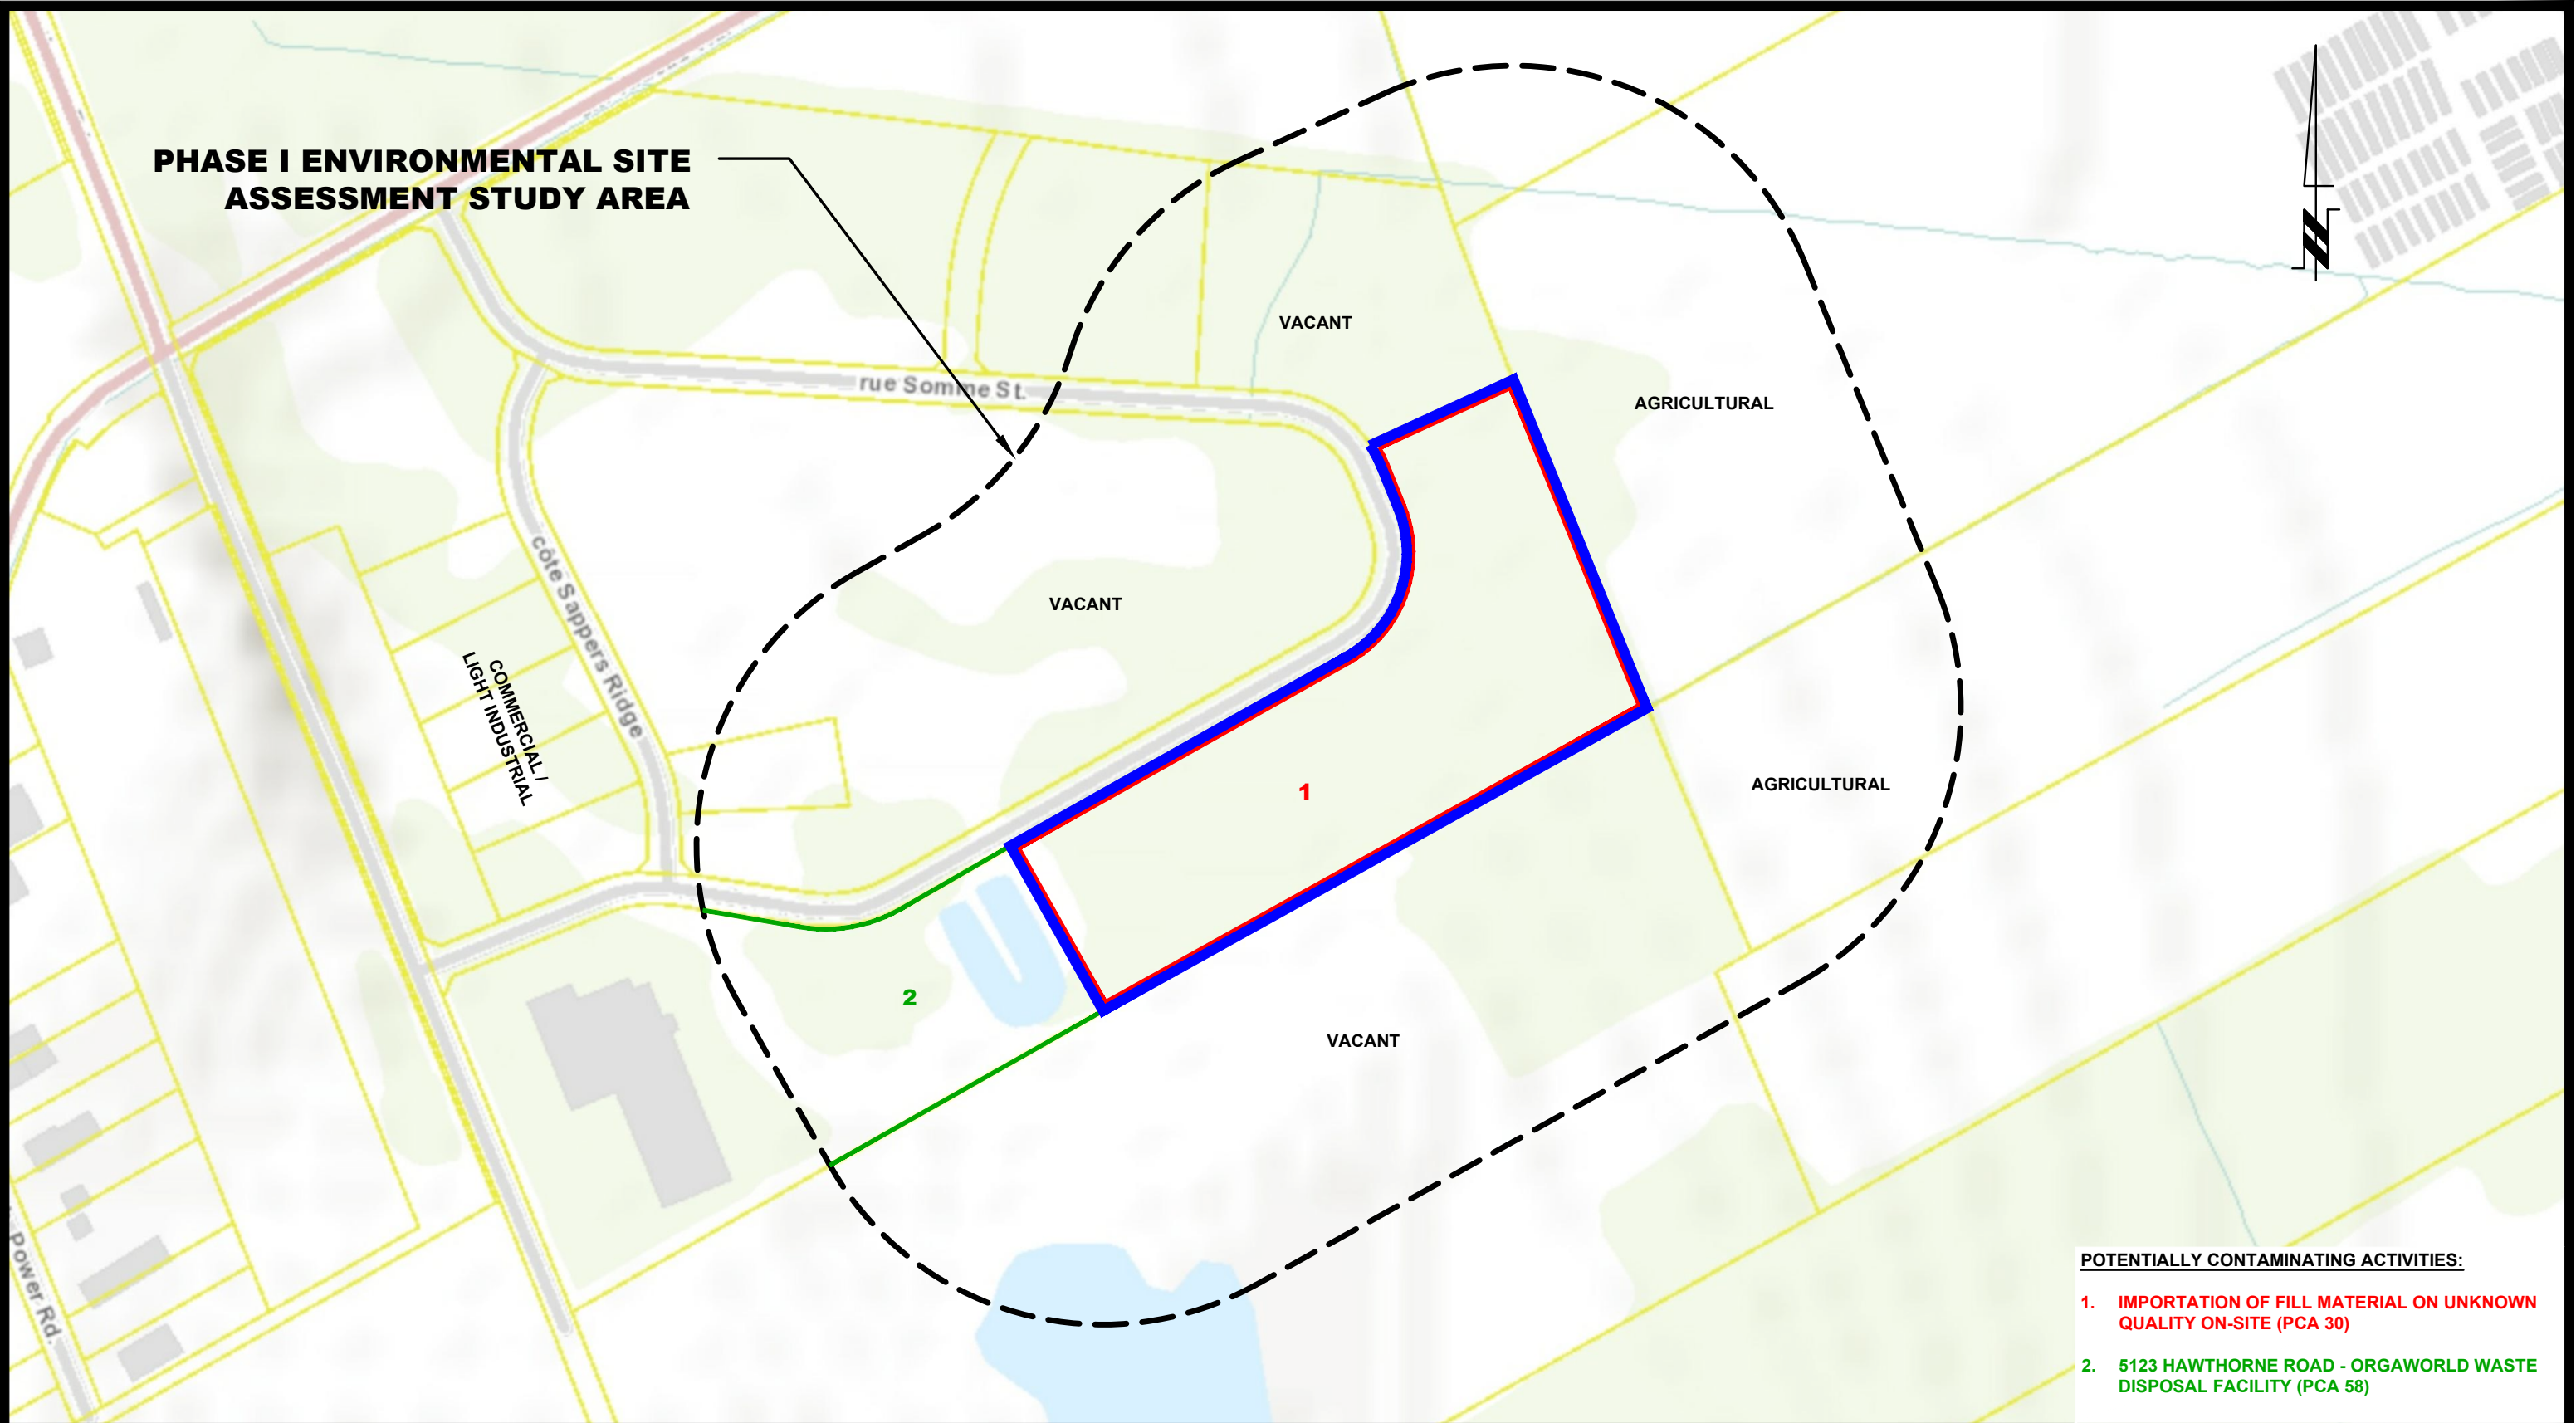 PHASE I ENVIRONMENTAL SITE
ASSESSMENT STUDY AREA
VACANT
rue Somme St.
AGRICULTURAL
côte Sappers Ridge
VACANT
COMMERCIAL /
LIGHT INDUSTRIAL
1
AGRICULTURAL
2
VACANT
Power Rd.
N
POTENTIALLY CONTAMINATING ACTIVITIES:
1. IMPORTATION OF FILL MATERIAL ON UNKNOWN
QUALITY ON-SITE (PCA 30)
2. 5123 HAWTHORNE ROAD - ORGAWORLD WASTE
DISPOSAL FACILITY (PCA 58)